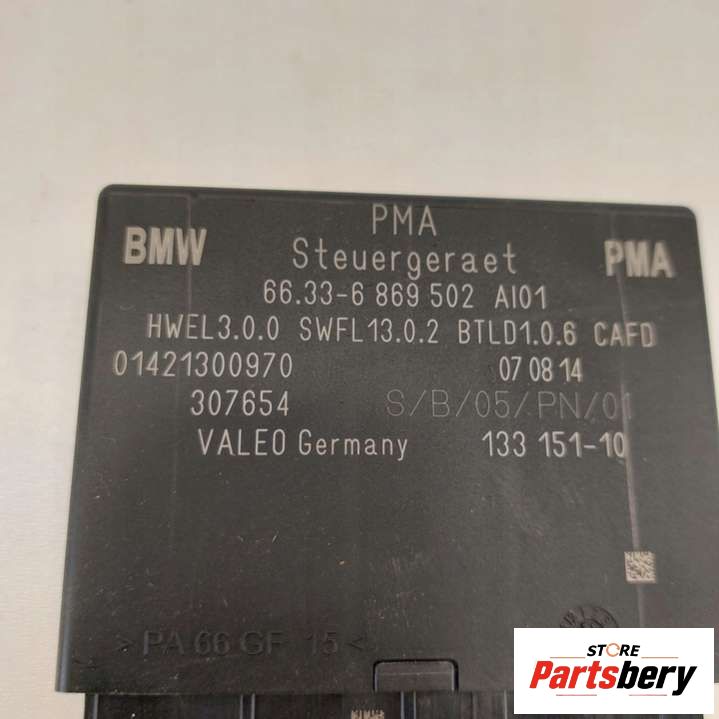 PMA
BMW Steuergeraet PMA
66.33-6 869 502 AI01
HWEL3.0.0 SWFL13.0.2 BTLD1.0.6 CAFD
01421300970 07 08 14
307654 S/B/05/PN/01
VALEO Germany 133 151-10
>PA 66 GF 15<
STORE
Partsbery